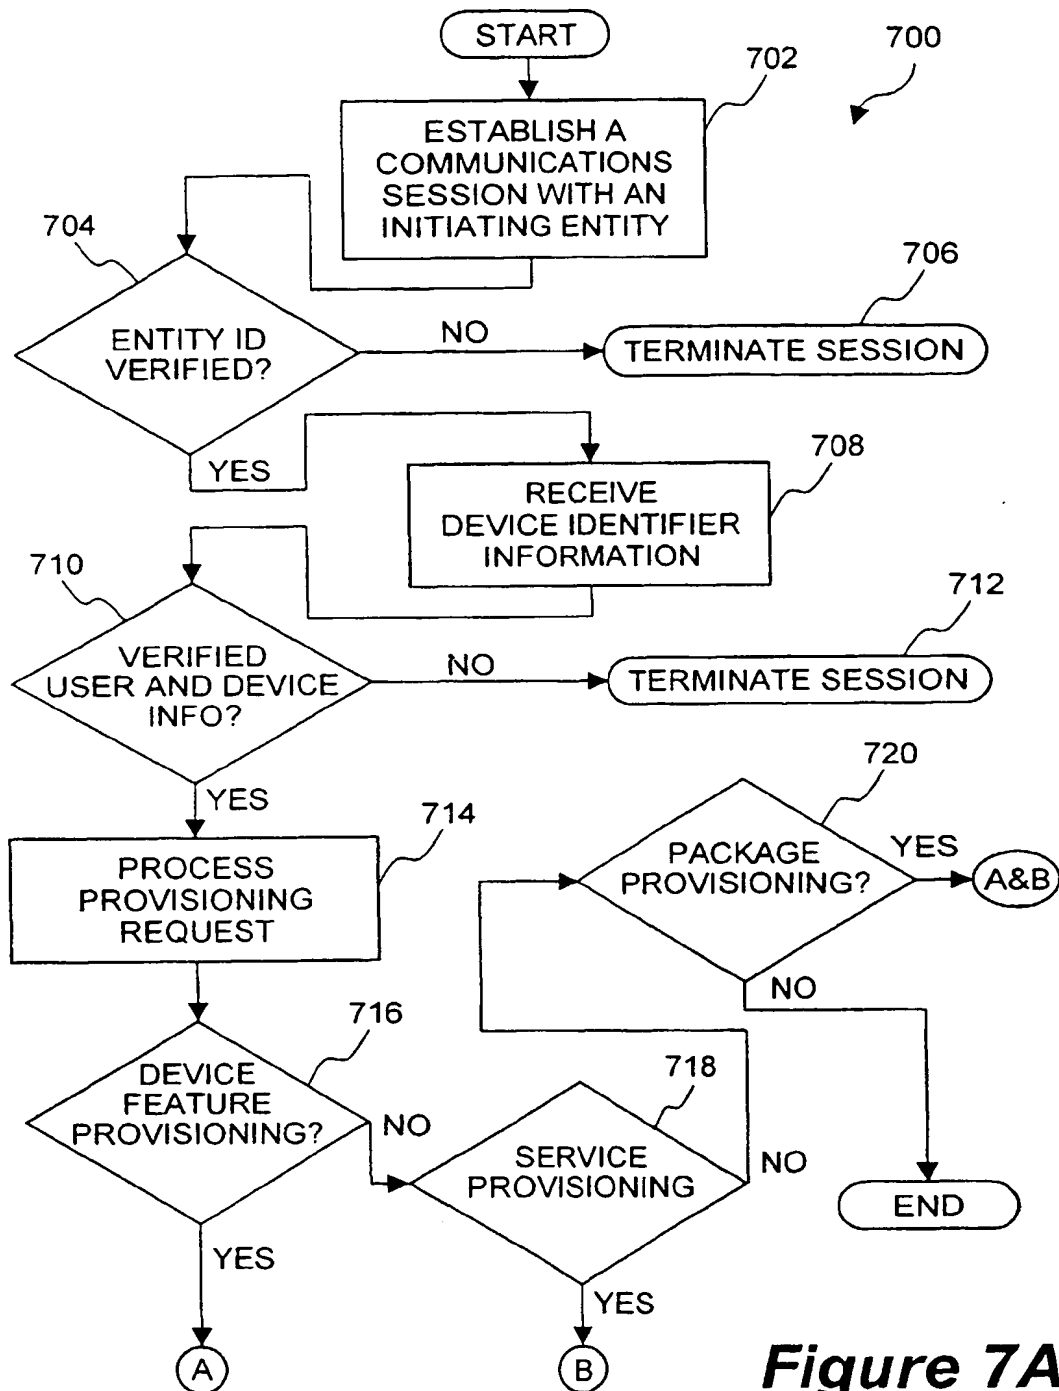 START
700
702
ESTABLISH A
COMMUNICATIONS
SESSION WITH AN
INITIATING ENTITY
704
ENTITY ID
VERIFIED?
NO
706
TERMINATE SESSION
YES
708
RECEIVE
DEVICE IDENTIFIER
INFORMATION
710
VERIFIED
USER AND DEVICE
INFO?
NO
712
TERMINATE SESSION
YES
714
PROCESS
PROVISIONING
REQUEST
716
DEVICE
FEATURE
PROVISIONING?
NO
YES
A
718
SERVICE
PROVISIONING
NO
YES
B
720
PACKAGE
PROVISIONING?
YES
A&B
NO
END
Figure 7A